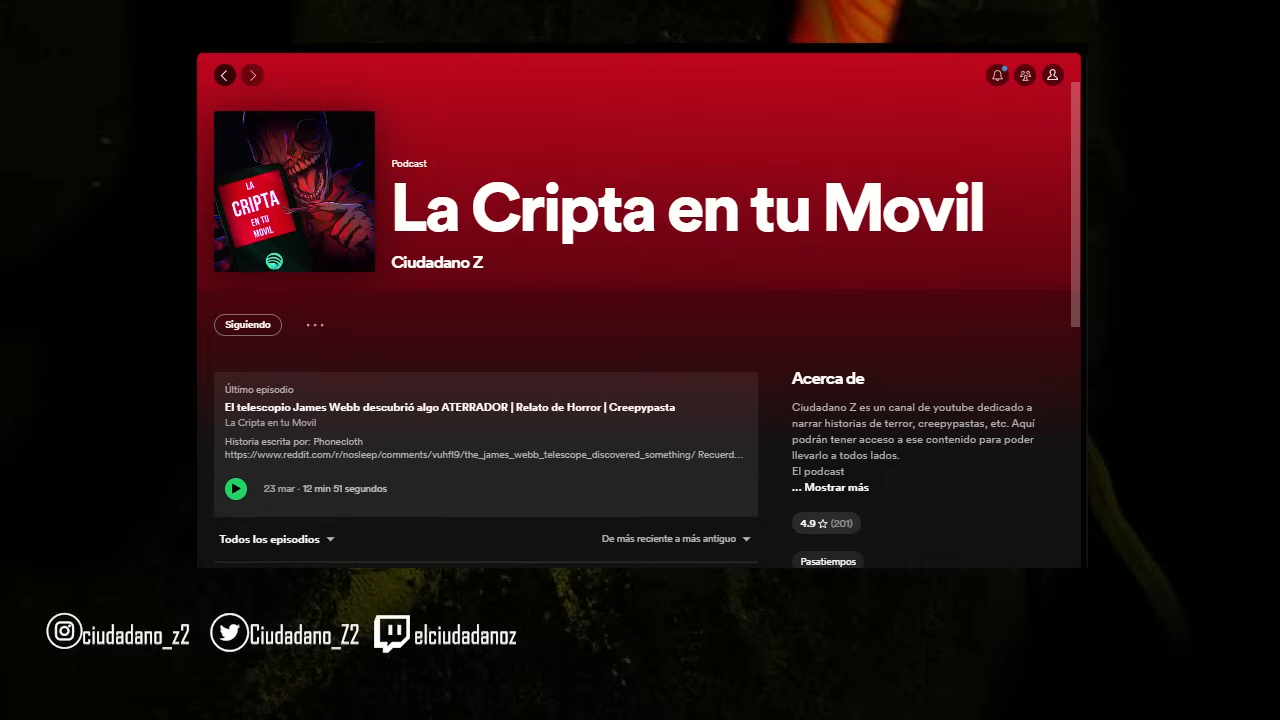 LA
CRIPTA
EN TU
MOVIL
Podcast
La Cripta en tu Movil
Ciudadano Z
Siguiendo
Último episodio
El telescopio James Webb descubrió algo ATERRADOR | Relato de Horror | Creepypasta
La Cripta en tu Movil
Historia escrita por: Phonecloth
https://www.reddit.com/r/nosleep/comments/vuhfl9/the_james_webb_telescope_discovered_something/ Recuerd...
23 mar · 12 min 51 segundos
Todos los episodios
De más reciente a más antiguo
Acerca de
Ciudadano Z es un canal de youtube dedicado a
narrar historias de terror, creepypastas, etc. Aquí
podrán tener acceso a ese contenido para poder
llevarlo a todos lados.
El podcast
... Mostrar más
4.9 (201)
Pasatiempos
ciudadano_z2
Ciudadano_Z2
elciudadanoz